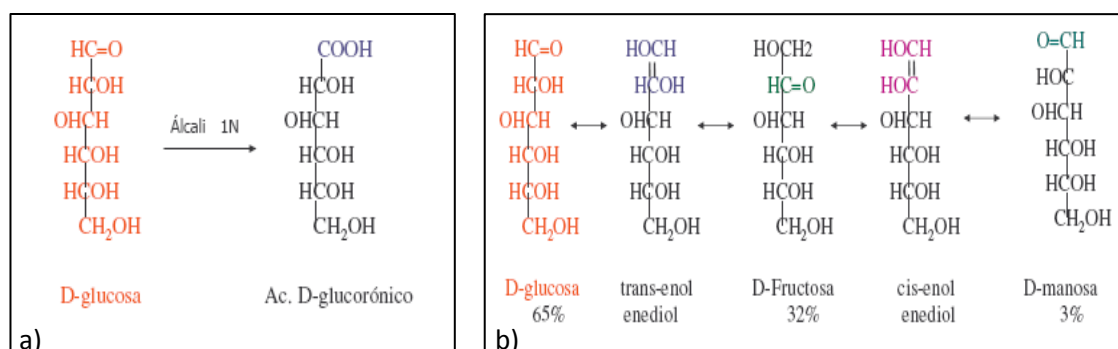 HC=O
HCOH
OHCH
HCOH
HCOH
CH2OH
D-glucosa
Álcali 1N
COOH
HCOH
OHCH
HCOH
HCOH
CH2OH
Ac. D-glucorónico
a)
HC=O
HCOH
OHCH
HCOH
HCOH
CH2OH
D-glucosa
65%
HOCH
HCOH
OHCH
HCOH
HCOH
CH2OH
trans-enol
enediol
HOCH2
HC=O
OHCH
HCOH
HCOH
CH2OH
D-Fructosa
32%
HOCH
HOC
OHCH
HCOH
HCOH
CH2OH
cis-enol
enediol
O=CH
HOC
OHCH
HCOH
HCOH
CH2OH
D-manosa
3%
b)